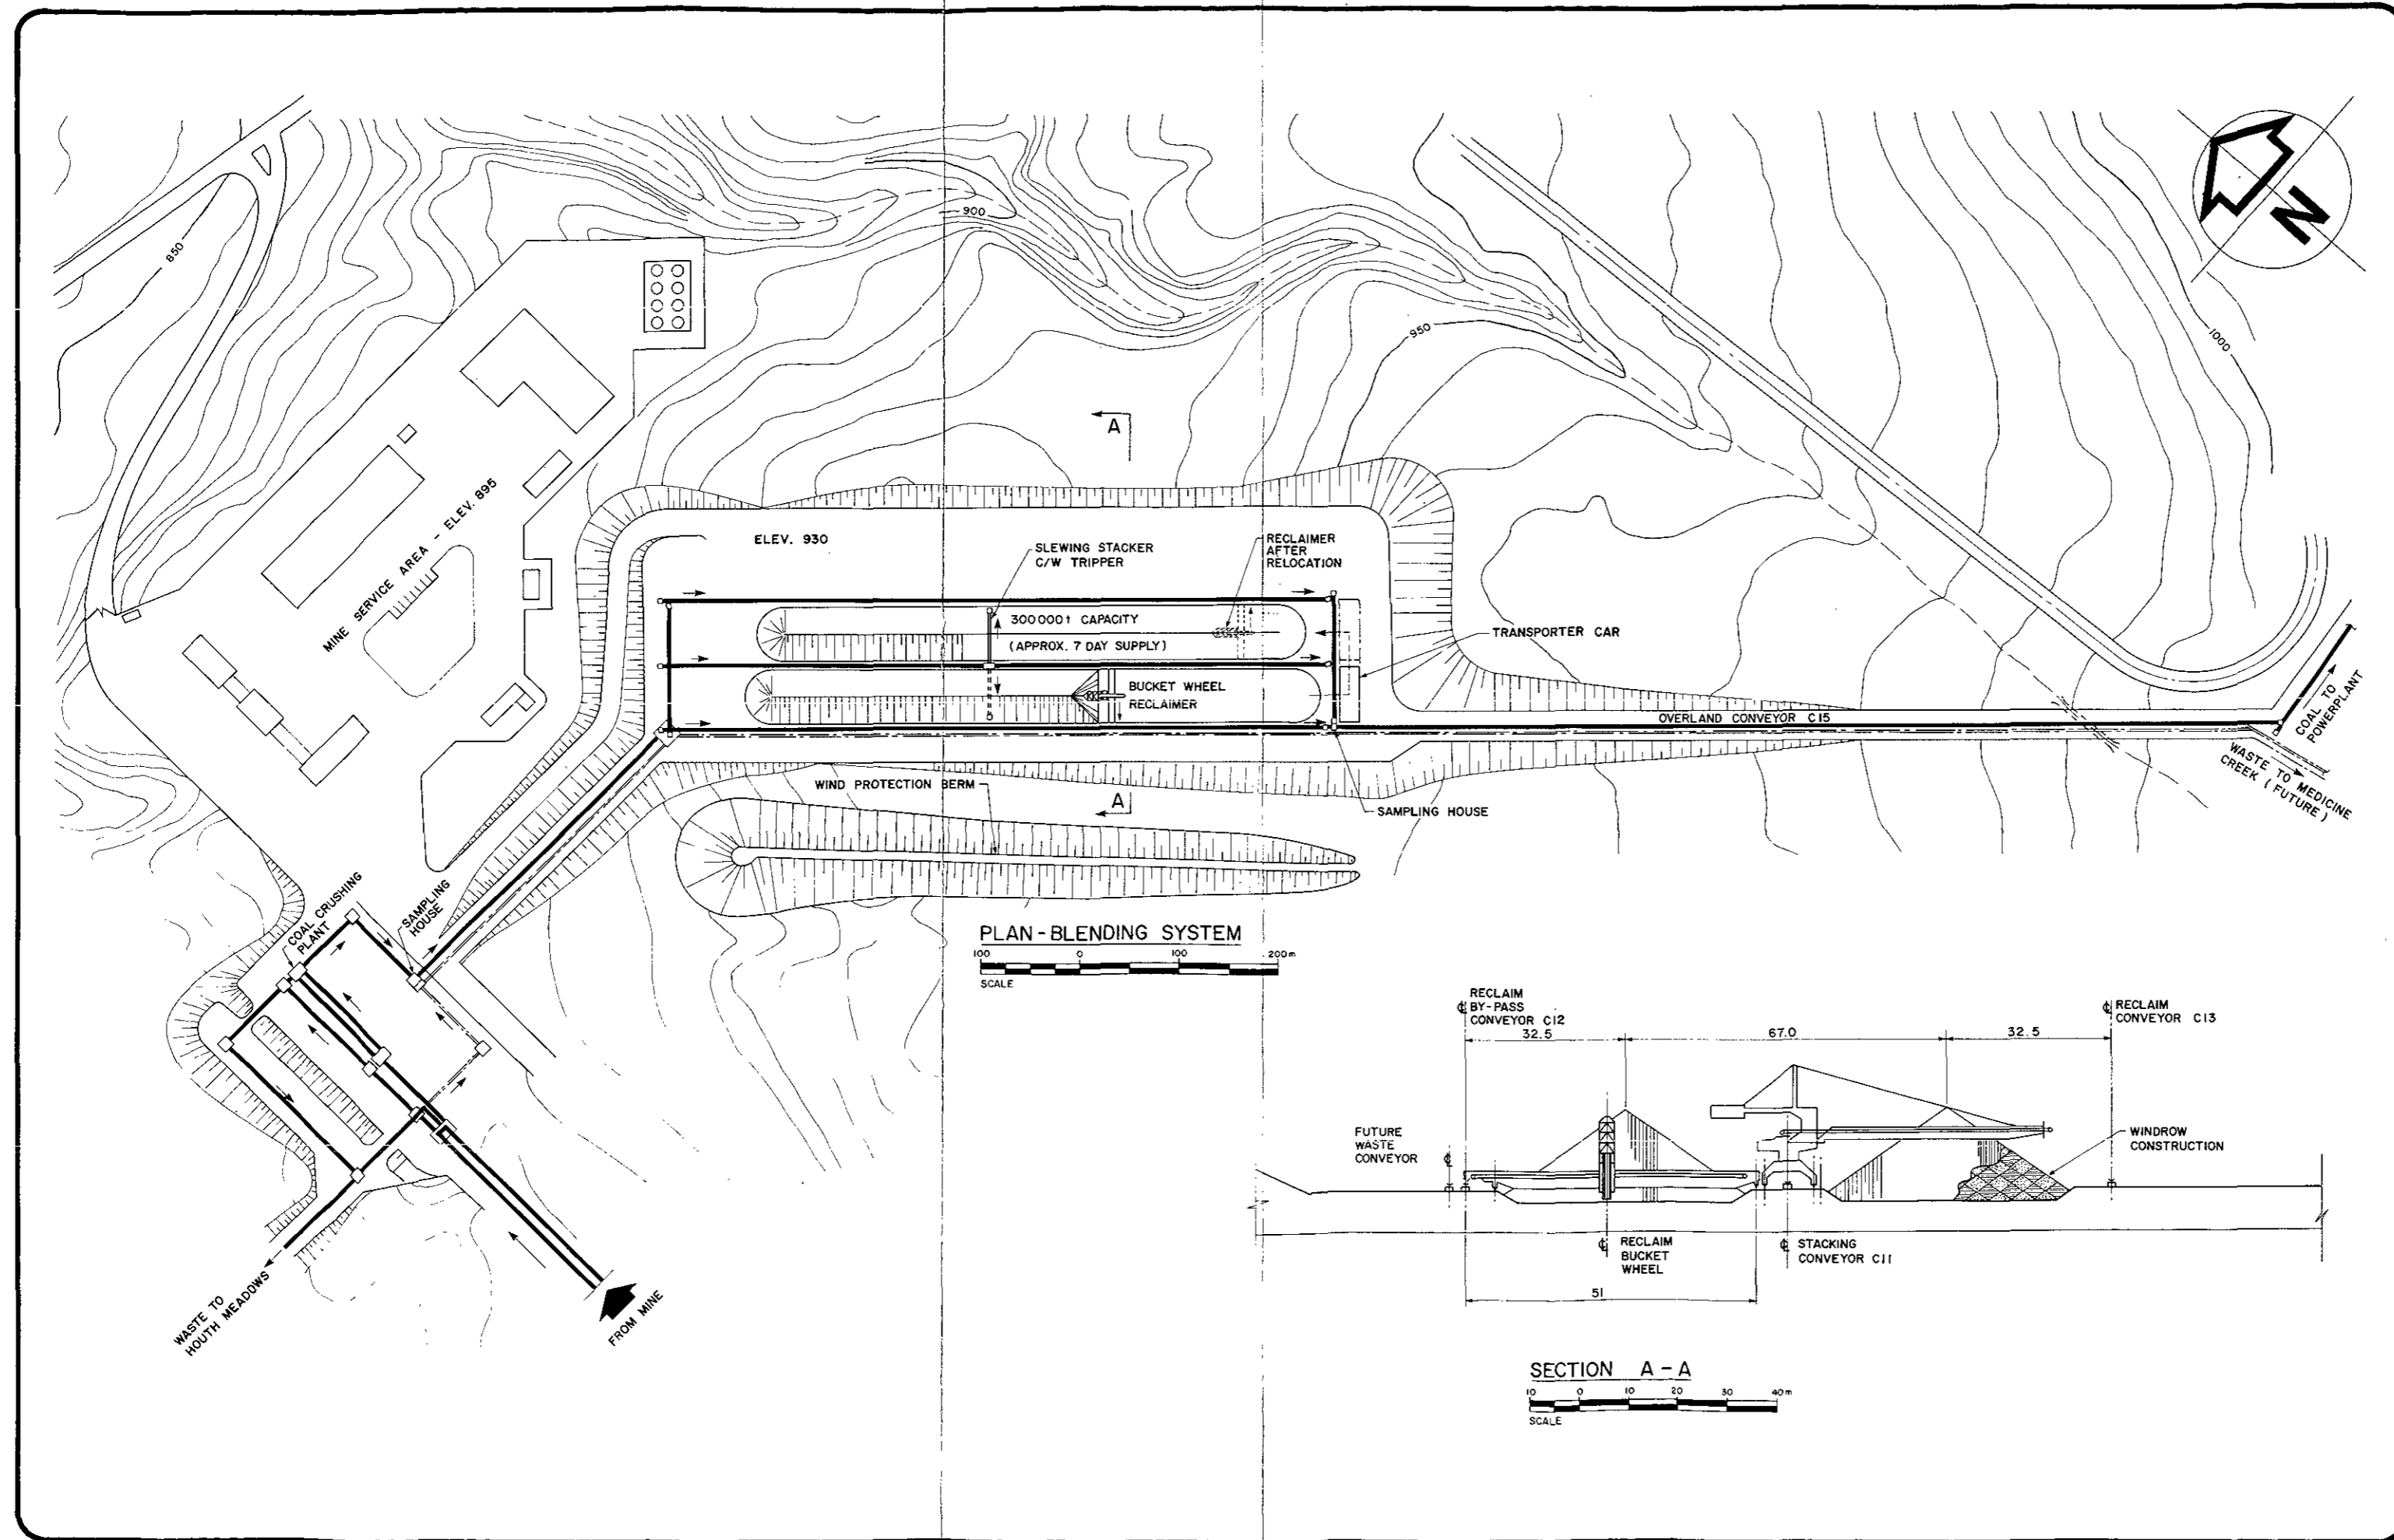 N
850
900
950
1000
A
MINE SERVICE AREA - ELEV. 895
ELEV. 930
SLEWING STACKER
C/W TRIPPER
RECLAIMER
AFTER
RELOCATION
300000t CAPACITY
(APPROX. 7 DAY SUPPLY)
TRANSPORTER CAR
BUCKET WHEEL
RECLAIMER
OVERLAND CONVEYOR C15
COAL TO
POWERPLANT
WASTE TO MEDICINE
CREEK (FUTURE)
WIND PROTECTION BERM
A
SAMPLING HOUSE
COAL CRUSHING
PLANT
SAMPLING
HOUSE
WASTE TO
HOUTH MEADOWS
FROM MINE
PLAN-BLENDING SYSTEM
100 0 100 200m
SCALE
RECLAIM
BY-PASS
CONVEYOR C12
RECLAIM
CONVEYOR C13
32.5 67.0 32.5
FUTURE
WASTE
CONVEYOR
WINDROW
CONSTRUCTION
RECLAIM
BUCKET
WHEEL
STACKING
CONVEYOR C11
51
SECTION A-A
10 0 10 20 30 40m
SCALE